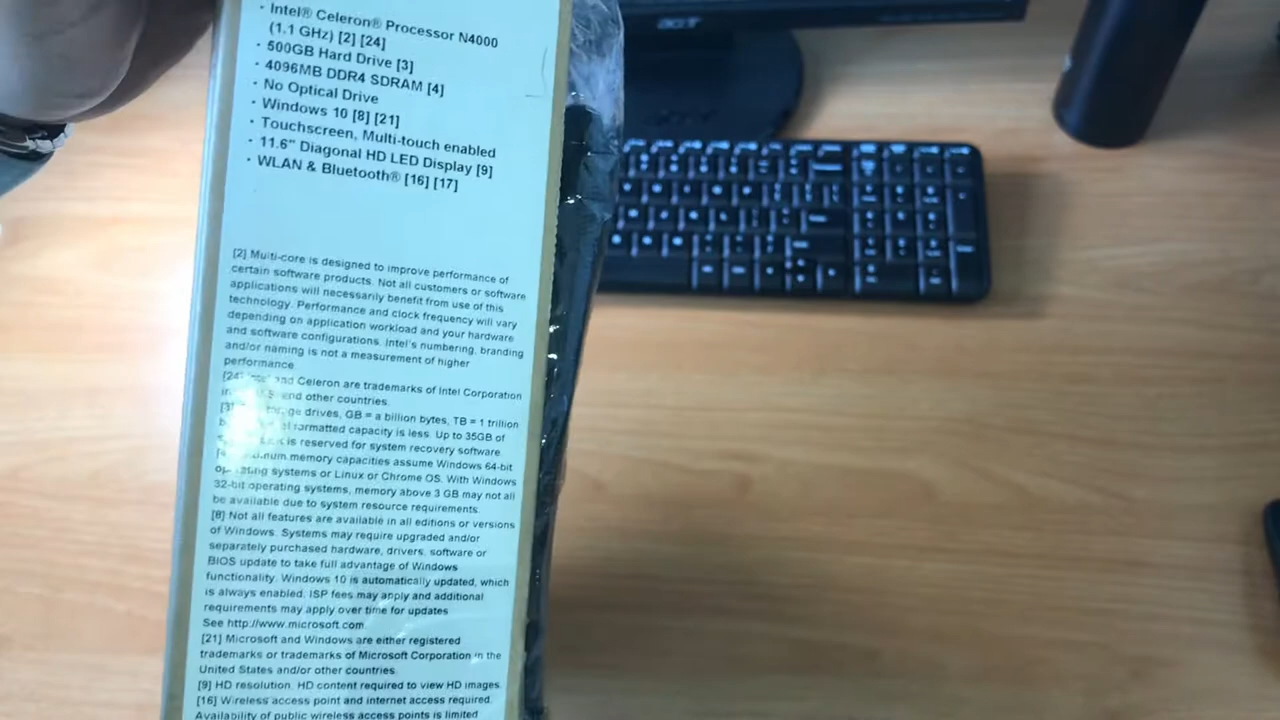 • Intel® Celeron® Processor N4000
(1.1 GHz) [2] [24]
• 500GB Hard Drive [3]
• 4096MB DDR4 SDRAM [4]
• No Optical Drive
• Windows 10 [8] [21]
• Touchscreen, Multi-touch enabled
• 11.6" Diagonal HD LED Display [9]
• WLAN & Bluetooth® [16] [17]
acer
[2] Multi-core is designed to improve performance of
certain software products. Not all customers or software
applications will necessarily benefit from use of this
technology. Performance and clock frequency will vary
depending on application workload and your hardware
and software configurations. Intel's numbering, branding
and/or naming is not a measurement of higher
performance.
[24] Intel and Celeron are trademarks of Intel Corporation
and other countries.
drives, GB = a billion bytes, TB = 1 trillion
formatted capacity is less. Up to 35GB of
is reserved for system recovery software.
memory capacities assume Windows 64-bit
operating systems or Linux or Chrome OS. With Windows
32-bit operating systems, memory above 3 GB may not all
be available due to system resource requirements.
[8] Not all features are available in all editions or versions
of Windows. Systems may require upgraded and/or
separately purchased hardware, drivers, software or
BIOS update to take full advantage of Windows
functionality. Windows 10 is automatically updated, which
is always enabled. ISP fees may apply and additional
requirements may apply over time for updates
See http://www.microsoft.com.
[21] Microsoft and Windows are either registered
trademarks or trademarks of Microsoft Corporation in the
United States and/or other countries.
[9] HD resolution. HD content required to view HD images.
[16] Wireless access point and internet access required.
Availability of public wireless access points is limited